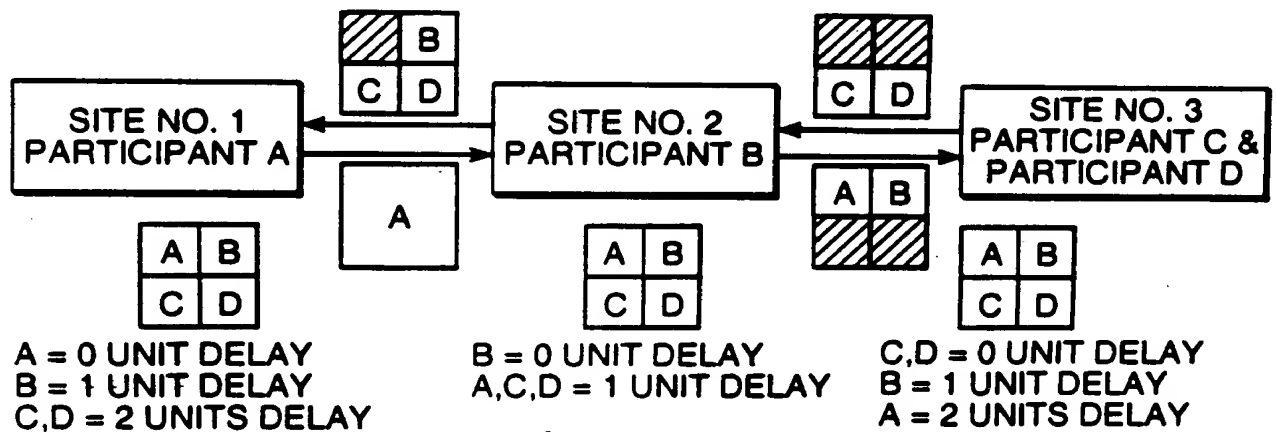 B
C D
C D
SITE NO. 1
PARTICIPANT A
SITE NO. 2
PARTICIPANT B
SITE NO. 3
PARTICIPANT C &
PARTICIPANT D
A
A B
A B
C D
A B
C D
A B
C D
A = 0 UNIT DELAY
B = 1 UNIT DELAY
C,D = 2 UNITS DELAY
B = 0 UNIT DELAY
A,C,D = 1 UNIT DELAY
C,D = 0 UNIT DELAY
B = 1 UNIT DELAY
A = 2 UNITS DELAY